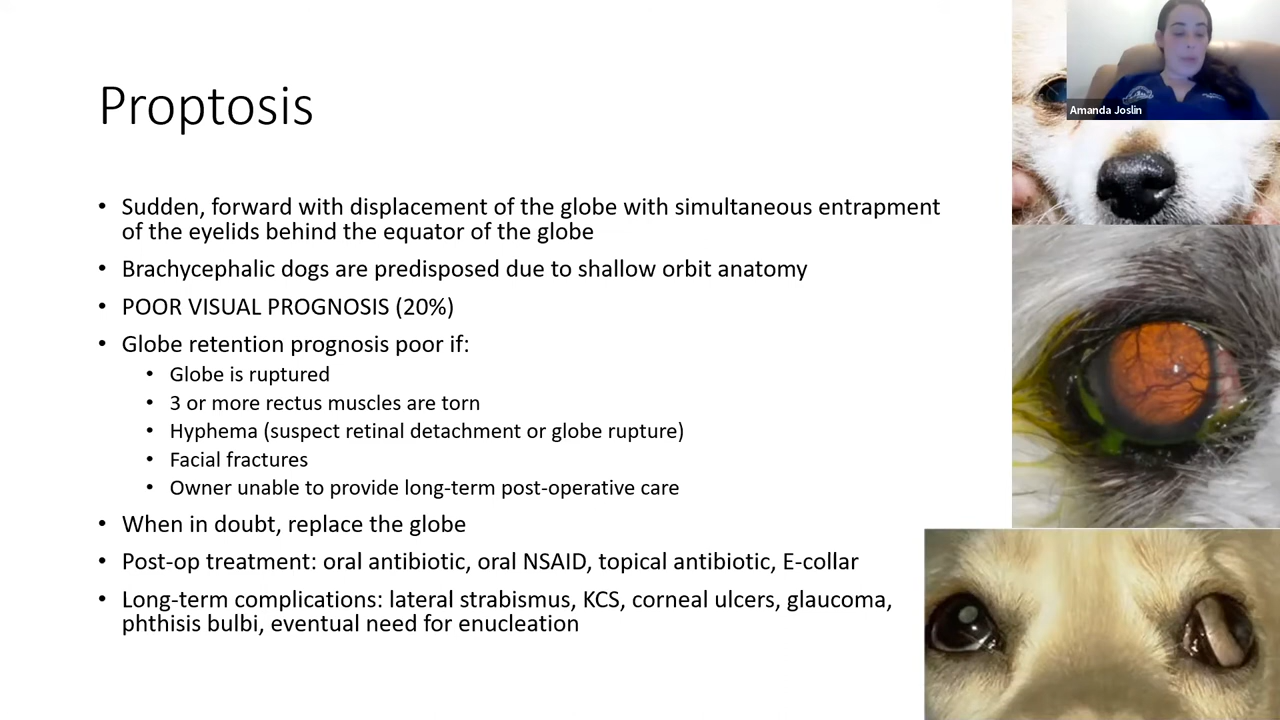 Proptosis
• Sudden, forward with displacement of the globe with simultaneous entrapment
of the eyelids behind the equator of the globe
• Brachycephalic dogs are predisposed due to shallow orbit anatomy
• POOR VISUAL PROGNOSIS (20%)
• Globe retention prognosis poor if:
• Globe is ruptured
• 3 or more rectus muscles are torn
• Hyphema (suspect retinal detachment or globe rupture)
• Facial fractures
• Owner unable to provide long-term post-operative care
• When in doubt, replace the globe
• Post-op treatment: oral antibiotic, oral NSAID, topical antibiotic, E-collar
• Long-term complications: lateral strabismus, KCS, corneal ulcers, glaucoma,
phthisis bulbi, eventual need for enucleation
Amanda Joslin